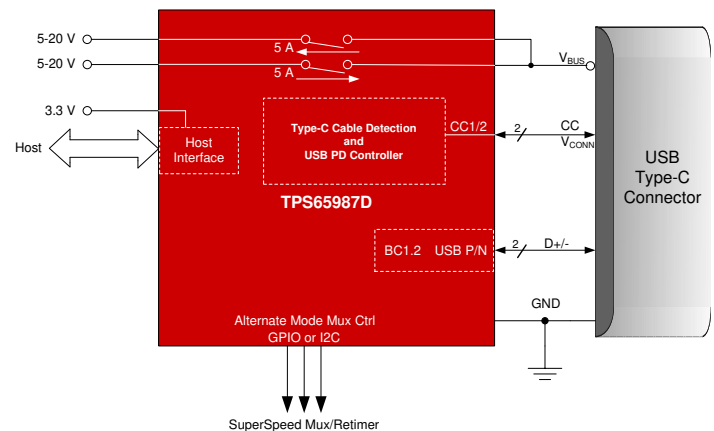 5-20 V
5 A
5-20 V
5 A
VBUS
3.3 V
Host
Host
Interface
Type-C Cable Detection
and
USB PD Controller
CC1/2
2
CC
VCONN
USB
Type-C
Connector
TPS65987D
BC1.2 USB P/N
2
D+/-
GND
Alternate Mode Mux Ctrl
GPIO or I2C
SuperSpeed Mux/Retimer